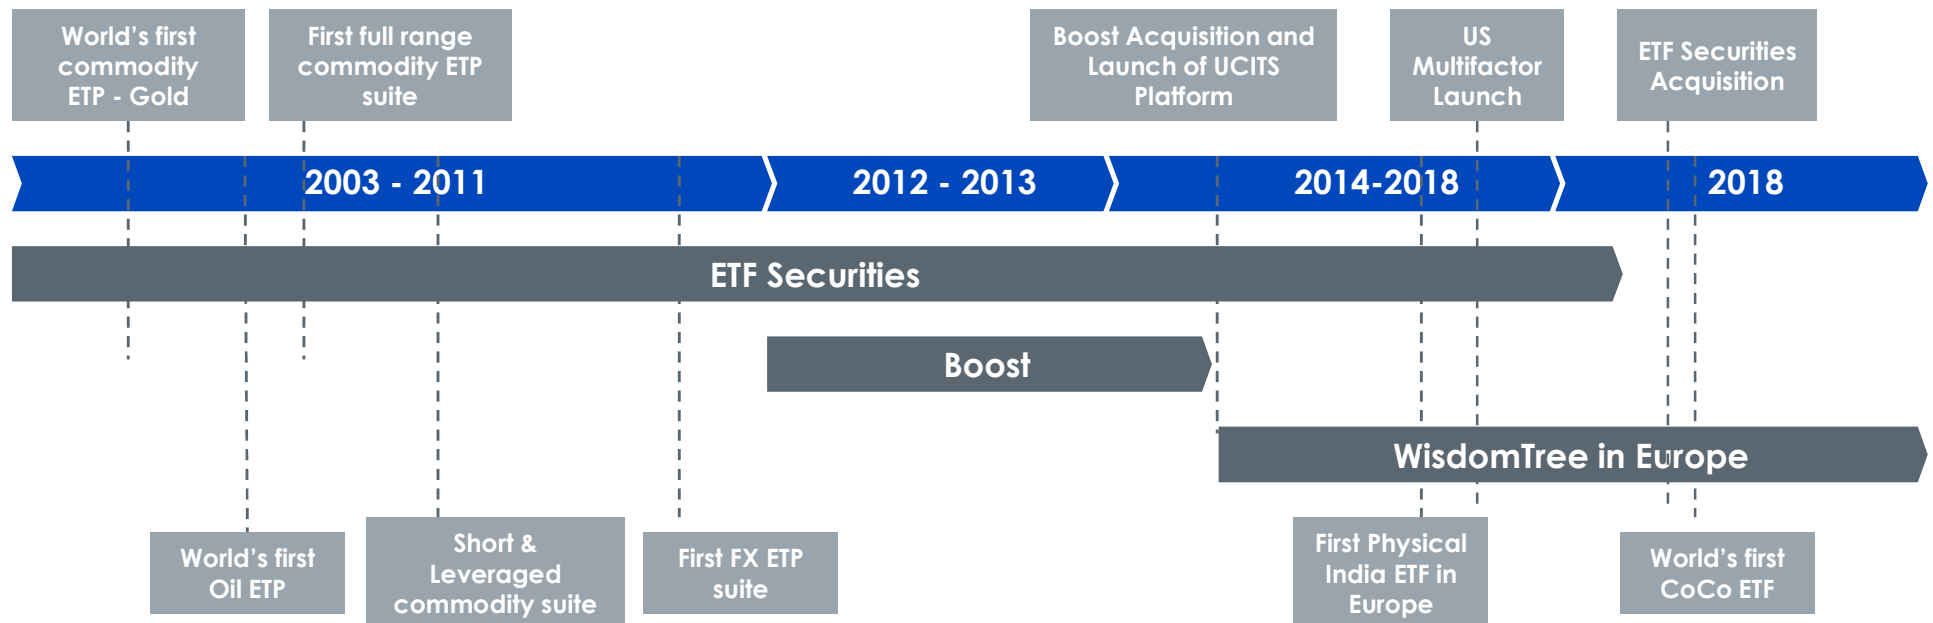 World's first
commodity
ETP - Gold
First full range
commodity ETP
suite
Boost Acquisition and
Launch of UCITS
Platform
US
Multifactor
Launch
ETF Securities
Acquisition
2003 - 2011
2012 - 2013
2014-2018
2018
ETF Securities
Boost
WisdomTree in Europe
World's first
Oil ETP
Short &
Leveraged
commodity suite
First FX ETP
suite
First Physical
India ETF in
Europe
World's first
CoCo ETF